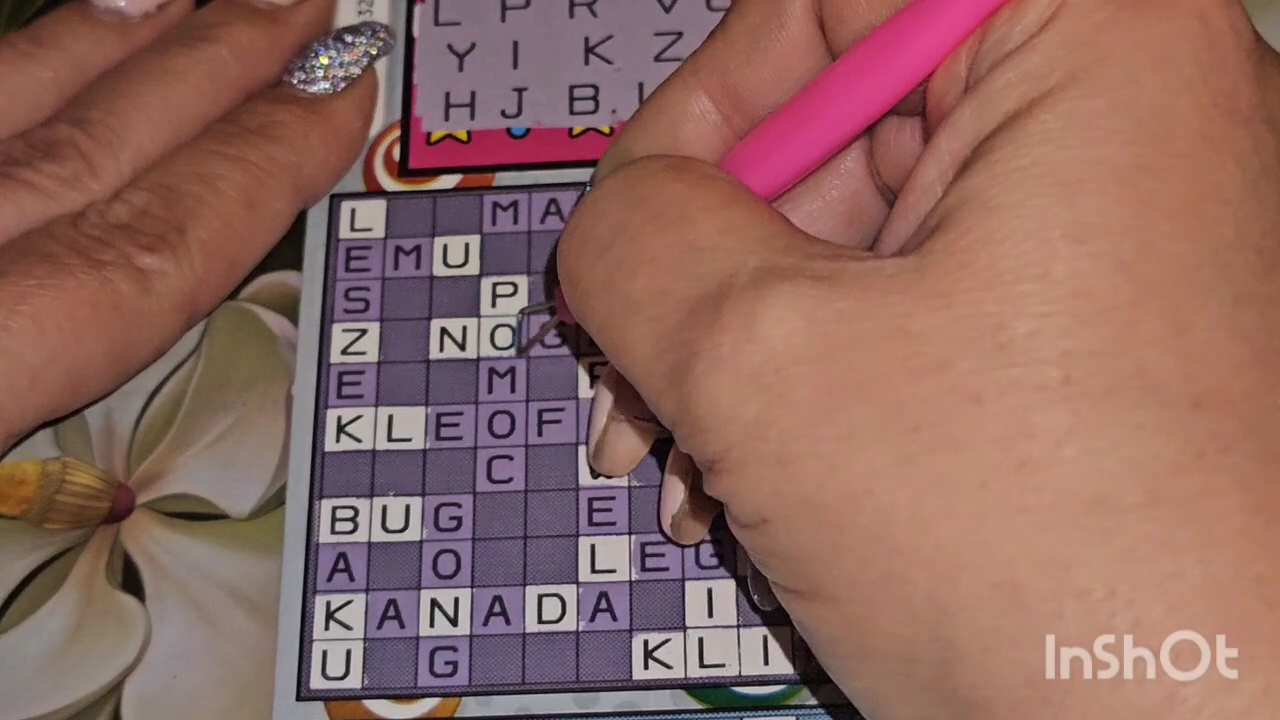 L P R
Y I K Z
H J B
L M A
E M U
S P
Z N O G
E M
K L E O F
C
B U G E
A O L E G
K A N A D A I
U G K L I
InShOt